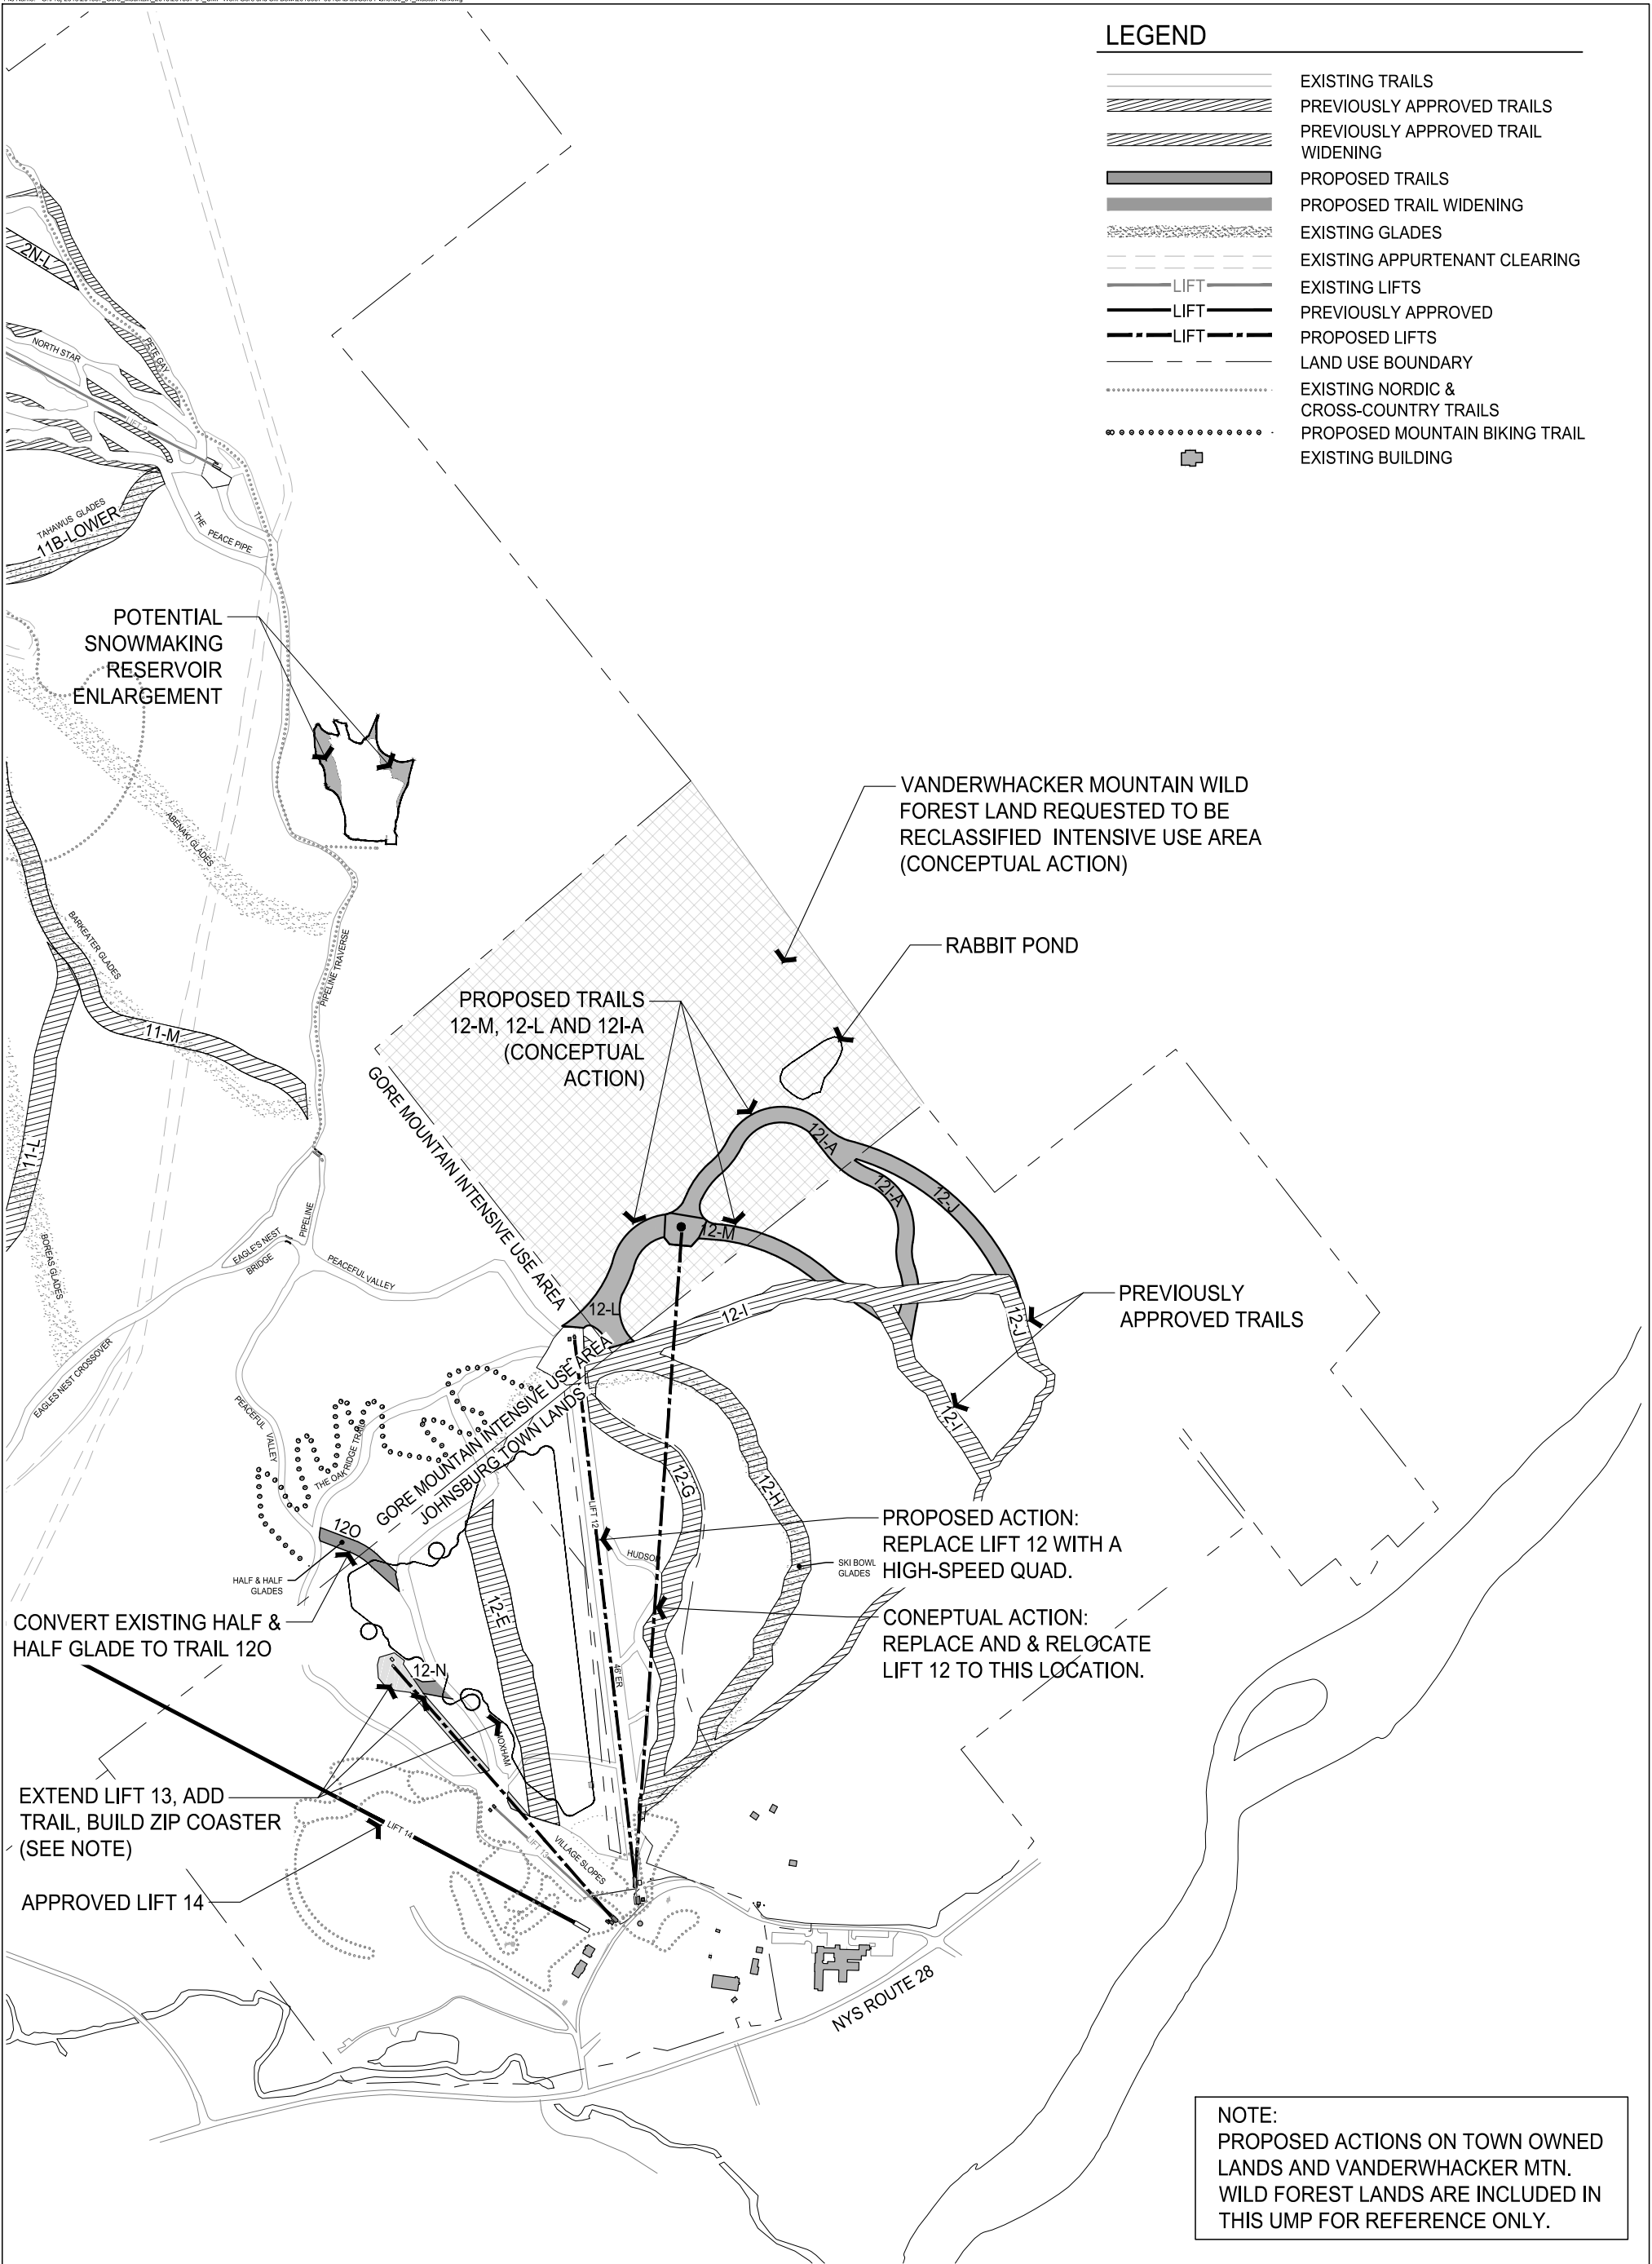 LEGEND
EXISTING TRAILS
PREVIOUSLY APPROVED TRAILS
PREVIOUSLY APPROVED TRAIL
WIDENING
PROPOSED TRAILS
PROPOSED TRAIL WIDENING
EXISTING GLADES
EXISTING APPURTENANT CLEARING
LIFT
EXISTING LIFTS
LIFT
PREVIOUSLY APPROVED
LIFT
PROPOSED LIFTS
LAND USE BOUNDARY
EXISTING NORDIC &
CROSS-COUNTRY TRAILS
PROPOSED MOUNTAIN BIKING TRAIL
EXISTING BUILDING
2N-L
NORTH STAR
PETE GAY
LIFT 2
TAHAWUS GLADES
11B-LOWER
THE PEACE PIPE
POTENTIAL
SNOWMAKING
RESERVOIR
ENLARGEMENT
ABENAKI GLADES
BARKEATER GLADES
PIPELINE TRAVERSE
11-M
11-L
BOREAS GLADES
VANDERWHACKER MOUNTAIN WILD
FOREST LAND REQUESTED TO BE
RECLASSIFIED INTENSIVE USE AREA
(CONCEPTUAL ACTION)
RABBIT POND
PROPOSED TRAILS
12-M, 12-L AND 12I-A
(CONCEPTUAL
ACTION)
GORE MOUNTAIN INTENSIVE USE AREA
12I-A
12I-A
12-J
12-M
12-L
12-I
12-J
12-I
PREVIOUSLY
APPROVED TRAILS
EAGLE'S NEST
BRIDGE
PIPELINE
PEACEFUL VALLEY
EAGLES NEST CROSSOVER
PEACEFUL VALLEY
THE OAK RIDGE TRAIL
GORE MOUNTAIN INTENSIVE USE AREA
JOHNSBURG TOWN LANDS
12O
HALF & HALF
GLADES
CONVERT EXISTING HALF &
HALF GLADE TO TRAIL 12O
12-E
LIFT 12
12-G
12-H
HUDSON
46'ER
SKI BOWL
GLADES
PROPOSED ACTION:
REPLACE LIFT 12 WITH A
HIGH-SPEED QUAD.
CONEPTUAL ACTION:
REPLACE AND & RELOCATE
LIFT 12 TO THIS LOCATION.
12-N
MOXHAM
EXTEND LIFT 13, ADD
TRAIL, BUILD ZIP COASTER
(SEE NOTE)
LIFT 14
LIFT 13
VILLAGE SLOPES
APPROVED LIFT 14
NYS ROUTE 28
NOTE:
PROPOSED ACTIONS ON TOWN OWNED
LANDS AND VANDERWHACKER MTN.
WILD FOREST LANDS ARE INCLUDED IN
THIS UMP FOR REFERENCE ONLY.